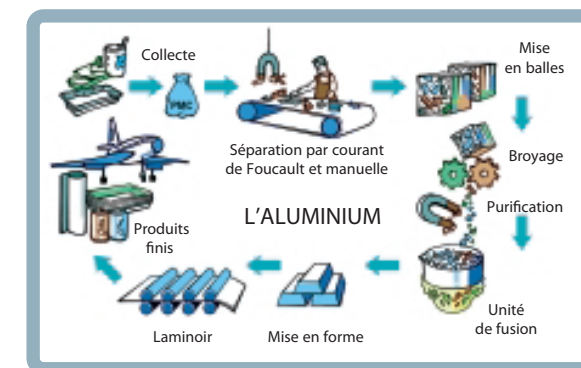 Collecte
PMC
Séparation par courant
de Foucault et manuelle
Mise
en balles
Broyage
Purification
Unité
de fusion
Mise en forme
Laminoir
Produits
finis
L'ALUMINIUM